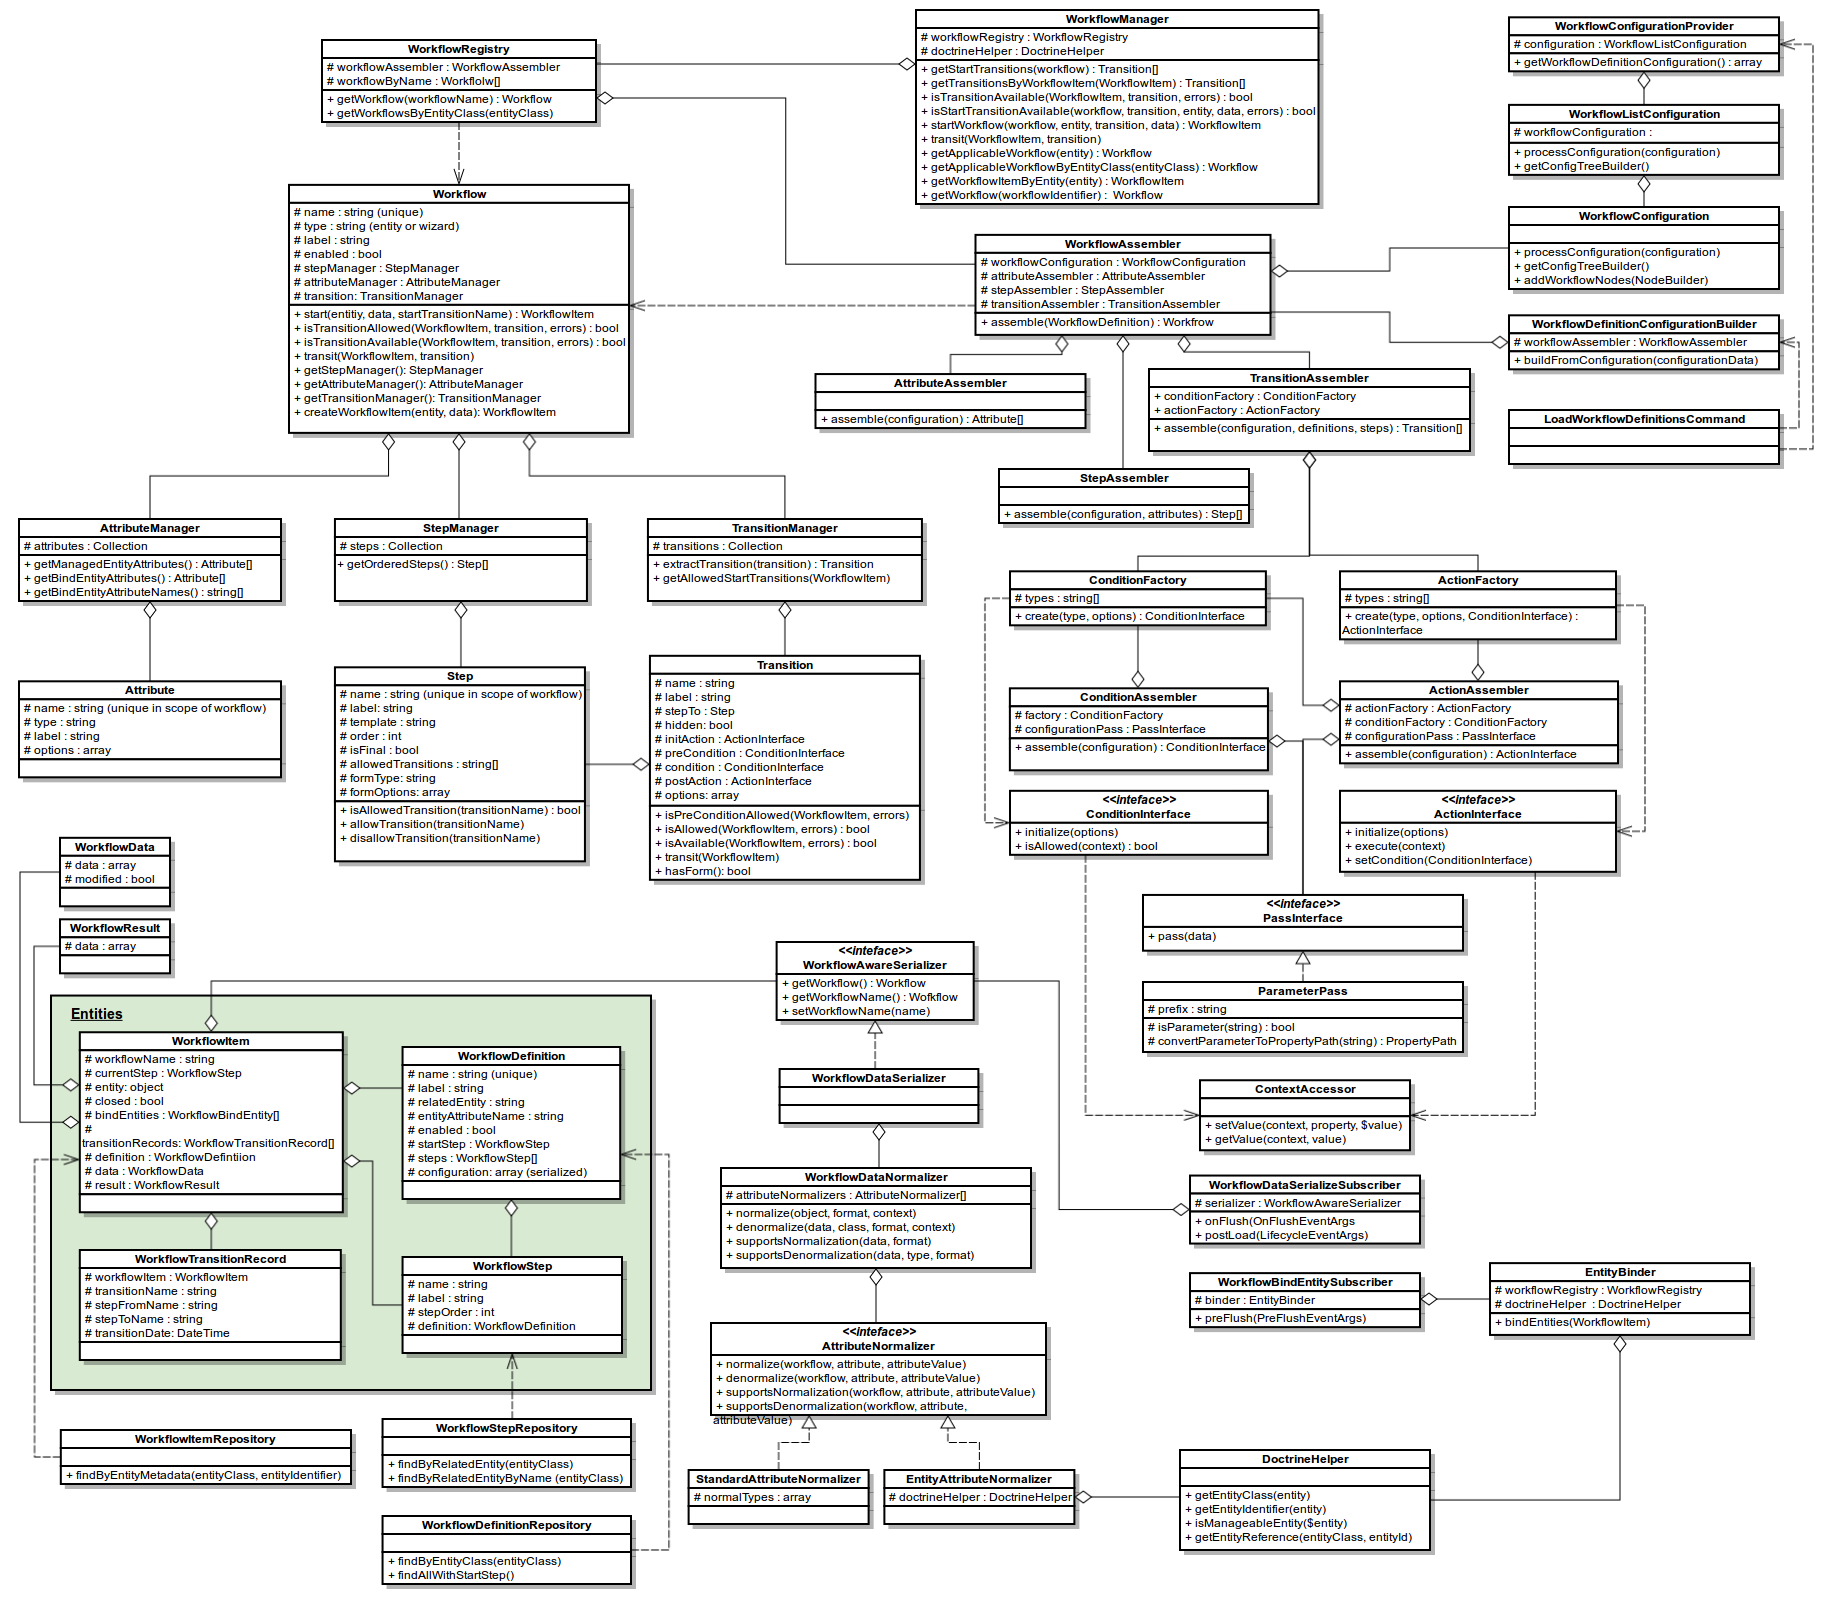 WorkflowManager
# workflowRegistry : WorkflowRegistry
# doctrineHelper : DoctrineHelper
+ getStartTransitions(workflow) : Transition[]
+ getTransitionsByWorkflowItem(WorkflowItem) : Transition[]
+ isTransitionAvailable(WorkflowItem, transition, errors) : bool
+ isStartTransitionAvailable(workflow, transition, entity, data, errors) : bool
+ startWorkflow(workflow, entity, transition, data) : WorkflowItem
+ transit(WorkflowItem, transition)
+ getApplicableWorkflow(entity) : Workflow
+ getApplicableWorkflowByEntityClass(entityClass) : Workflow
+ getWorkflowItemByEntity(entity) : WorkflowItem
+ getWorkflow(workflowIdentifier) :  Workflow
WorkflowConfigurationProvider
# configuration : WorkflowListConfiguration
+ getWorkflowDefinitionConfiguration() : array
WorkflowRegistry
# workflowAssembler : WorkflowAssembler
# workflowByName : Workfolw[]
+ getWorkflow(workflowName) : Workflow
+ getWorkflowsByEntityClass(entityClass)
WorkflowListConfiguration
# workflowConfiguration :
+ processConfiguration(configuration)
+ getConfigTreeBuilder()
Workflow
# name : string (unique)
# type : string (entity or wizard)
# label : string
# enabled : bool
# stepManager : StepManager
# attributeManager : AttributeManager
# transition: TransitionManager
+ start(entitiy, data, startTransitionName) : WorkflowItem
+ isTransitionAllowed(WorkflowItem, transition, errors) : bool
+ isTransitionAvailable(WorkflowItem, transition, errors) : bool
+ transit(WorkflowItem, transition)
+ getStepManager(): StepManager
+ getAttributeManager(): AttributeManager
+ getTransitionManager(): TransitionManager
+ createWorkflowItem(entity, data): WorkflowItem
WorkflowConfiguration
+ processConfiguration(configuration)
+ getConfigTreeBuilder()
+ addWorkflowNodes(NodeBuilder)
WorkflowAssembler
# workflowConfiguration : WorkflowConfiguration
# attributeAssembler : AttributeAssembler
# stepAssembler : StepAssembler
# transitionAssembler : TransitionAssembler
+ assemble(WorkflowDefinition) : Workfrow
WorkflowDefinitionConfigurationBuilder
# workflowAssembler : WorkflowAssembler
+ buildFromConfiguration(configurationData)
AttributeAssembler
+ assemble(configuration) : Attribute[]
TransitionAssembler
# conditionFactory : ConditionFactory
# actionFactory : ActionFactory
+ assemble(configuration, definitions, steps) : Transition[]
LoadWorkflowDefinitionsCommand
StepAssembler
+ assemble(configuration, attributes) : Step[]
AttributeManager
# attributes : Collection
+ getManagedEntityAttributes() : Attribute[]
+ getBindEntityAttributes() : Attribute[]
+ getBindEntityAttributeNames() : string[]
StepManager
# steps : Collection
+ getOrderedSteps() : Step[]
TransitionManager
# transitions : Collection
+ extractTransition(transition) : Transition
+ getAllowedStartTransitions(WorkflowItem)
ConditionFactory
# types : string[]
+ create(type, options) : ConditionInterface
ActionFactory
# types : string[]
+ create(type, options, ConditionInterface) :
ActionInterface
Attribute
# name : string (unique in scope of workflow)
# type : string
# label : string
# options : array
Step
# name : string (unique in scope of workflow)
# label: string
# template : string
# order : int
# isFinal : bool
# allowedTransitions : string[]
# formType: string
# formOptions: array
+ isAllowedTransition(transitionName) : bool
+ allowTransition(transitionName)
+ disallowTransition(transitionName)
Transition
# name : string
# label : string
# stepTo : Step
# hidden: bool
# initAction : ActionInterface
# preCondition : ConditionInterface
# condition : ConditionInterface
# postAction : ActionInterface
# options: array
+ isPreConditionAllowed(WorkflowItem, errors)
+ isAllowed(WorkflowItem, errors) : bool
+ isAvailable(WorkflowItem, errors) : bool
+ transit(WorkflowItem)
+ hasForm(): bool
ConditionAssembler
# factory : ConditionFactory
# configurationPass : PassInterface
+ assemble(configuration) : ConditionInterface
ActionAssembler
# actionFactory : ActionFactory
# conditionFactory : ConditionFactory
# configurationPass : PassInterface
+ assemble(configuration) : ActionInterface
<<inteface>>
ConditionInterface
+ initialize(options)
+ isAllowed(context) : bool
<<inteface>>
ActionInterface
+ initialize(options)
+ execute(context)
+ setCondition(ConditionInterface)
WorkflowData
# data : array
# modified : bool
WorkflowResult
# data : array
<<inteface>>
PassInterface
+ pass(data)
<<inteface>>
WorkflowAwareSerializer
+ getWorkflow() : Workflow
+ getWorkflowName() : Wofkflow
+ setWorkflowName(name)
ParameterPass
# prefix : string
# isParameter(string) : bool
# convertParameterToPropertyPath(string) : PropertyPath
Entities
WorkflowItem
# workflowName : string
# currentStep : WorkflowStep
# entity: object
# closed : bool
# bindEntities : WorkflowBindEntity[]
#
transitionRecords: WorkflowTransitionRecord[]
# definition : WorkflowDefintiion
# data : WorkflowData
# result : WorkflowResult
WorkflowDefinition
# name : string (unique)
# label : string
# relatedEntity : string
# entityAttributeName : string
# enabled : bool
# startStep : WorkflowStep
# steps : WorkflowStep[]
# configuration: array (serialized)
WorkflowDataSerializer
ContextAccessor
+ setValue(context, property, $value)
+ getValue(context, value)
WorkflowDataNormalizer
# attributeNormalizers : AttributeNormalizer[]
+ normalize(object, format, context)
+ denormalize(data, class, format, context)
+ supportsNormalization(data, format)
+ supportsDenormalization(data, type, format)
WorkflowDataSerializeSubscriber
# serializer : WorkflowAwareSerializer
+ onFlush(OnFlushEventArgs
+ postLoad(LifecycleEventArgs)
WorkflowTransitionRecord
# workflowItem : WorkflowItem
# transitionName : string
# stepFromName : string
# stepToName : string
# transitionDate: DateTime
WorkflowStep
# name : string
# label : string
# stepOrder : int
# definition: WorkflowDefinition
WorkflowBindEntitySubscriber
# binder : EntityBinder
+ preFlush(PreFlushEventArgs)
EntityBinder
# workflowRegistry : WorkflowRegistry
# doctrineHelper  : DoctrineHelper
+ bindEntities(WorkflowItem)
<<inteface>>
AttributeNormalizer
+ normalize(workflow, attribute, attributeValue)
+ denormalize(workflow, attribute, attributeValue)
+ supportsNormalization(workflow, attribute, attributeValue)
+ supportsDenormalization(workflow, attribute,
attributeValue)
WorkflowItemRepository
+ findByEntityMetadata(entityClass, entityIdentifier)
WorkflowStepRepository
+ findByRelatedEntity(entityClass)
+ findByRelatedEntityByName (entityClass)
StandardAttributeNormalizer
# normalTypes : array
EntityAttributeNormalizer
# doctrineHelper : DoctrineHelper
DoctrineHelper
+ getEntityClass(entity)
+ getEntityIdentifier(entity)
+ isManageableEntity($entity)
+ getEntityReference(entityClass, entityId)
WorkflowDefinitionRepository
+ findByEntityClass(entityClass)
+ findAllWithStartStep()